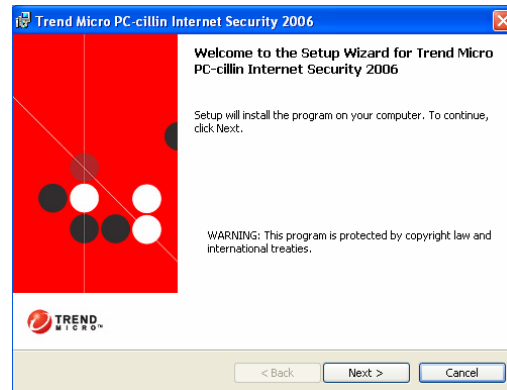 Trend Micro PC-cillin Internet Security 2006
Welcome to the Setup Wizard for Trend Micro
PC-cillin Internet Security 2006
Setup will install the program on your computer. To continue,
click Next.
WARNING: This program is protected by copyright law and
international treaties.
TREND
MICRO™
< Back
Next >
Cancel